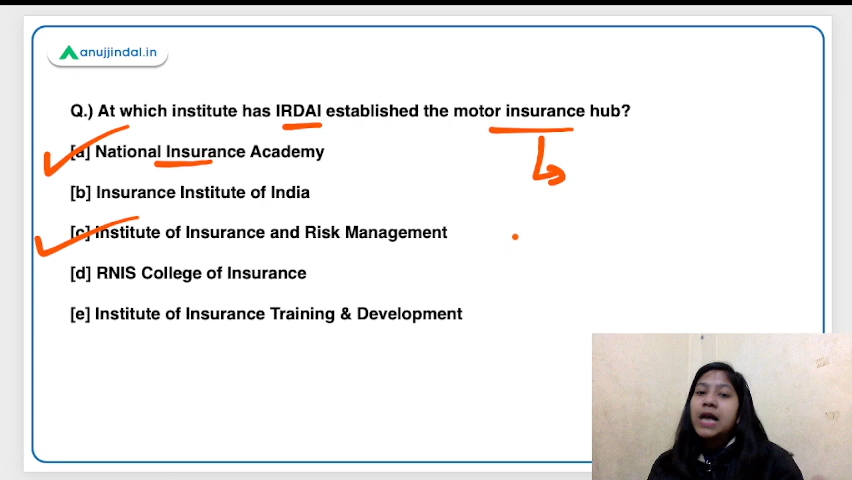 anujjindal.in
Q.) At which institute has IRDAI established the motor insurance hub?
[a] National Insurance Academy
[b] Insurance Institute of India
[c] Institute of Insurance and Risk Management
[d] RNIS College of Insurance
[e] Institute of Insurance Training & Development